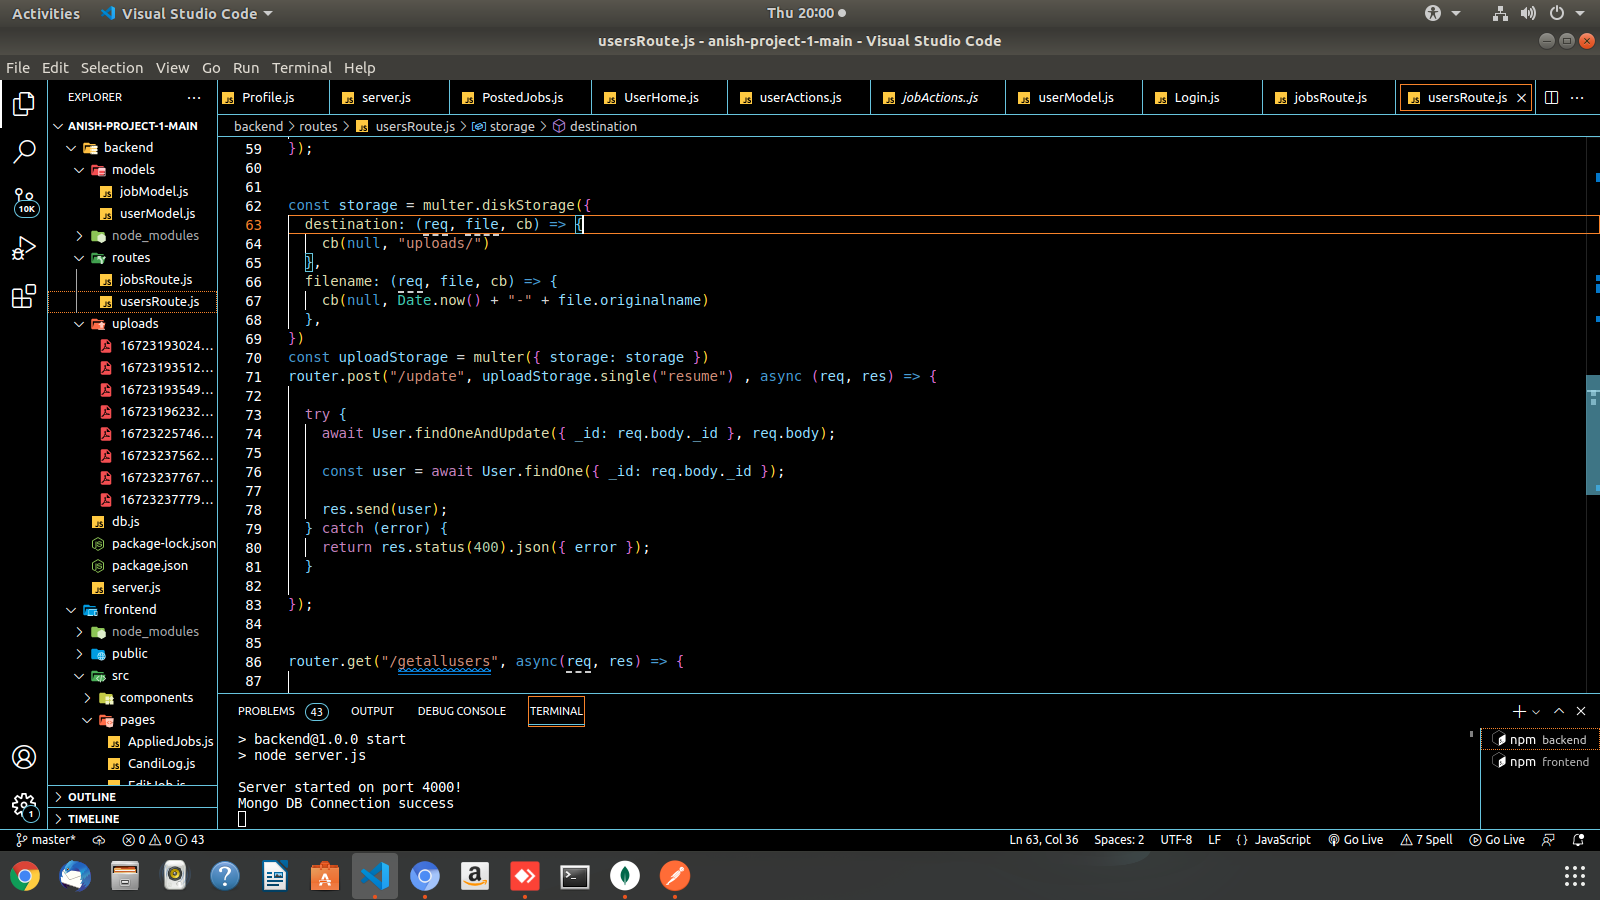 Activities Visual Studio Code Thu 20:00
usersRoute.js - anish-project-1-main - Visual Studio Code
File Edit Selection View Go Run Terminal Help
EXPLORER ···
Profile.js server.js PostedJobs.js UserHome.js userActions.js jobActions..js userModel.js Login.js jobsRoute.js usersRoute.js
backend > routes > usersRoute.js > storage > destination
ANISH-PROJECT-1-MAIN
backend
models
jobModel.js
userModel.js
node_modules
routes
jobsRoute.js
usersRoute.js
uploads
16723193024...
16723193512...
16723193549...
16723196232...
16723225746...
16723237562...
16723237767...
16723237779...
db.js
package-lock.json
package.json
server.js
frontend
node_modules
public
src
components
pages
AppliedJobs.js
CandiLog.js
EditJob.js
OUTLINE
TIMELINE
10K
1
59 });
60
61
62 const storage = multer.diskStorage({
63 destination: (req, file, cb) => {
64 cb(null, "uploads/")
65 },
66 filename: (req, file, cb) => {
67 cb(null, Date.now() + "-" + file.originalname)
68 },
69 })
70 const uploadStorage = multer({ storage: storage })
71 router.post("/update", uploadStorage.single("resume") , async (req, res) => {
72
73 try {
74 await User.findOneAndUpdate({ _id: req.body._id }, req.body);
75
76 const user = await User.findOne({ _id: req.body._id });
77
78 res.send(user);
79 } catch (error) {
80 return res.status(400).json({ error });
81 }
82
83 });
84
85
86 router.get("/getallusers", async(req, res) => {
87
PROBLEMS 43 OUTPUT DEBUG CONSOLE TERMINAL
> backend@1.0.0 start
> node server.js
Server started on port 4000!
Mongo DB Connection success
npm backend
npm frontend
master* 0 0 43 Ln 63, Col 36 Spaces: 2 UTF-8 LF {} JavaScript Go Live 7 Spell Go Live